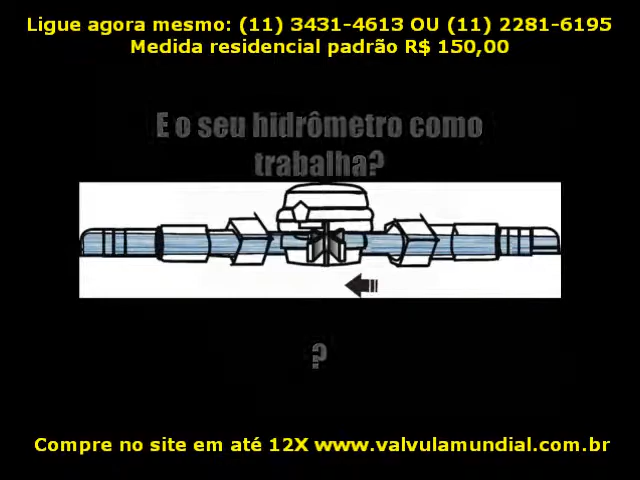 Ligue agora mesmo: (11) 3431-4613 OU (11) 2281-6195
Medida residencial padrão R$ 150,00
E o seu hidrômetro como
trabalha?
?
Compre no site em até 12X www.valvulamundial.com.br